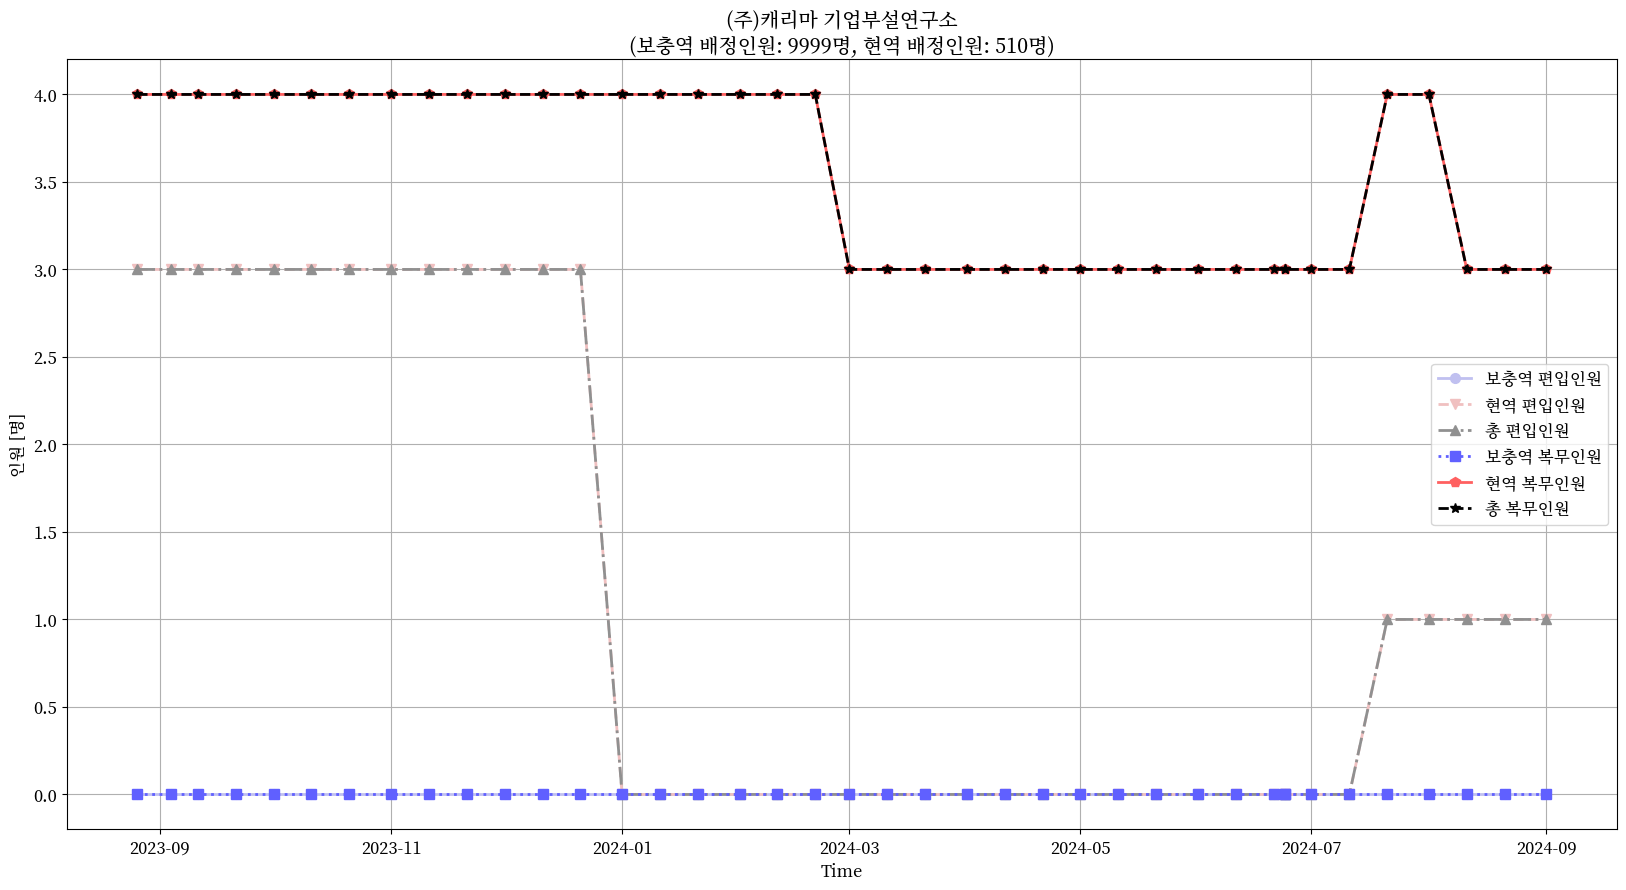 (주)캐리마 기업부설연구소
(보충역 배정인원: 9999명, 현역 배정인원: 510명)
4.0
3.5
3.0
2.5
2.0
1.5
1.0
0.5
0.0
인원 [명]
보충역 편입인원
현역 편입인원
총 편입인원
보충역 복무인원
현역 복무인원
총 복무인원
2023-09 2023-11 2024-01 2024-03 2024-05 2024-07 2024-09
Time